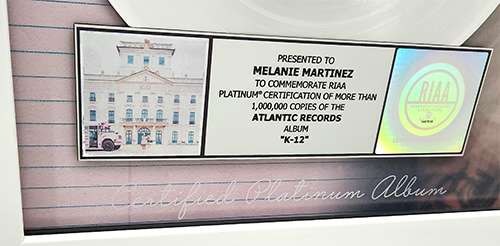 PRESENTED TO
MELANIE MARTINEZ
TO COMMEMORATE RIAA
PLATINUM® CERTIFICATION OF MORE THAN
1,000,000 COPIES OF THE
ATLANTIC RECORDS
ALBUM
"K-12"
RIAA
Certified Platinum Album